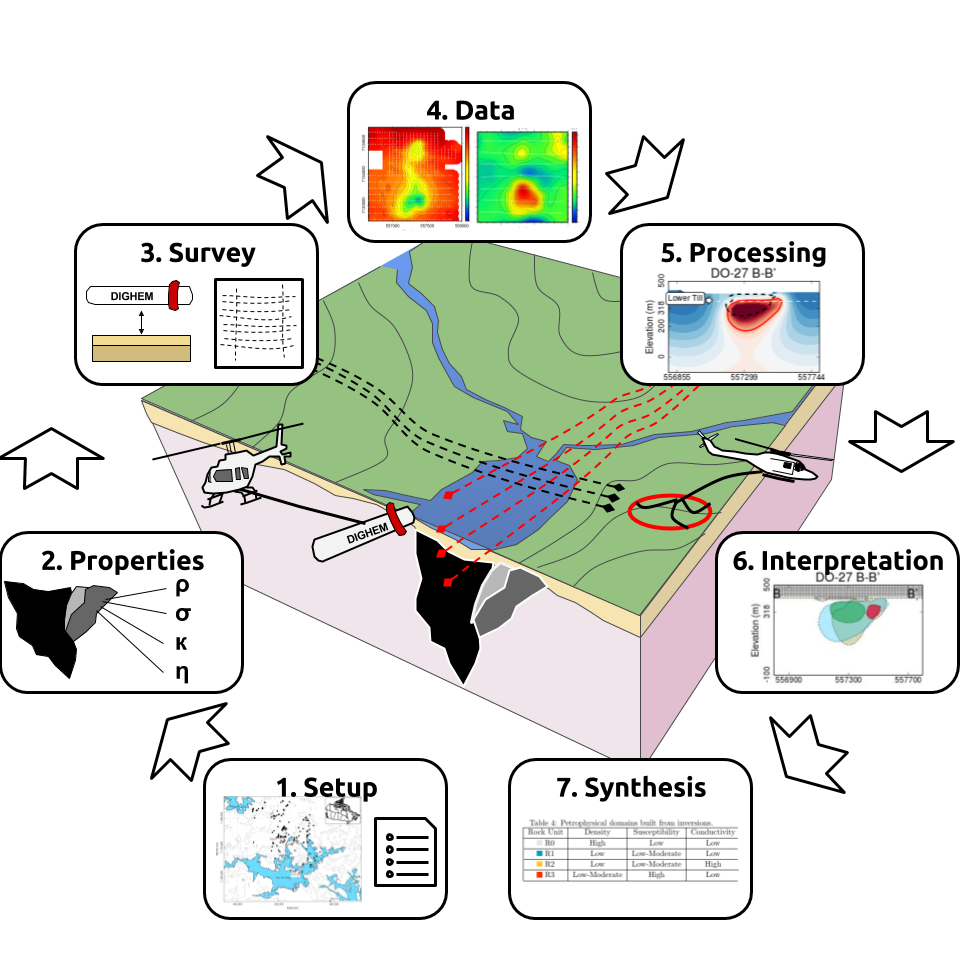 4. Data
557000
557500
558000
3. Survey
DIGHEM
5. Processing
DO-27 B-B'
Lower Till
Elevation (m)
500
318
200
0
556855
557299
557744
DIGHEM
2. Properties
ρ
σ
κ
η
6. Interpretation
DO-27 B-B'
B
B'
Elevation (m)
500
318
-100
556900
557300
557700
1. Setup
7. Synthesis
Table 4: Petrophysical domains built from inversions.
Rock Unit Density Susceptibility Conductivity
R0 High Low Low
R1 Low Low-Moderate Low
R2 Low Low-Moderate High
R3 Low-Moderate High Low